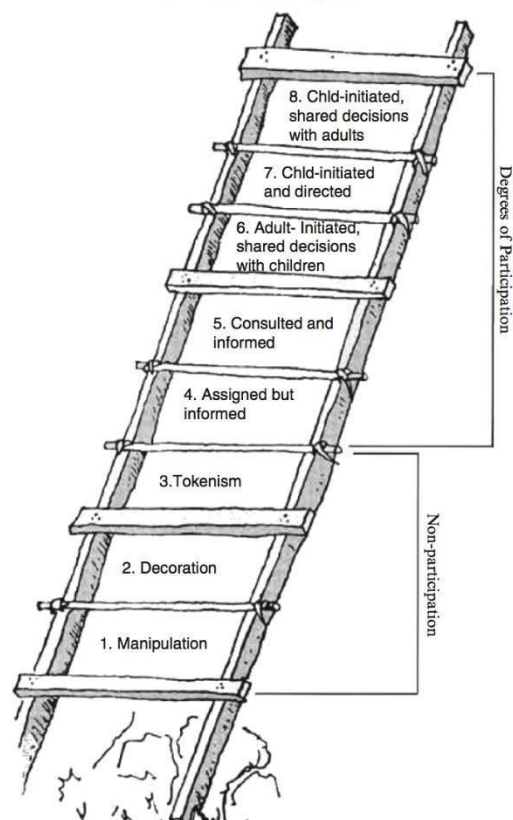 8. Chld-initiated,
shared decisions
with adults
7. Chld-initiated
and directed
6. Adult- Initiated,
shared decisions
with children
5. Consulted and
informed
4. Assigned but
informed
3.Tokenism
2. Decoration
1. Manipulation
Degrees of Participation
Non-participation